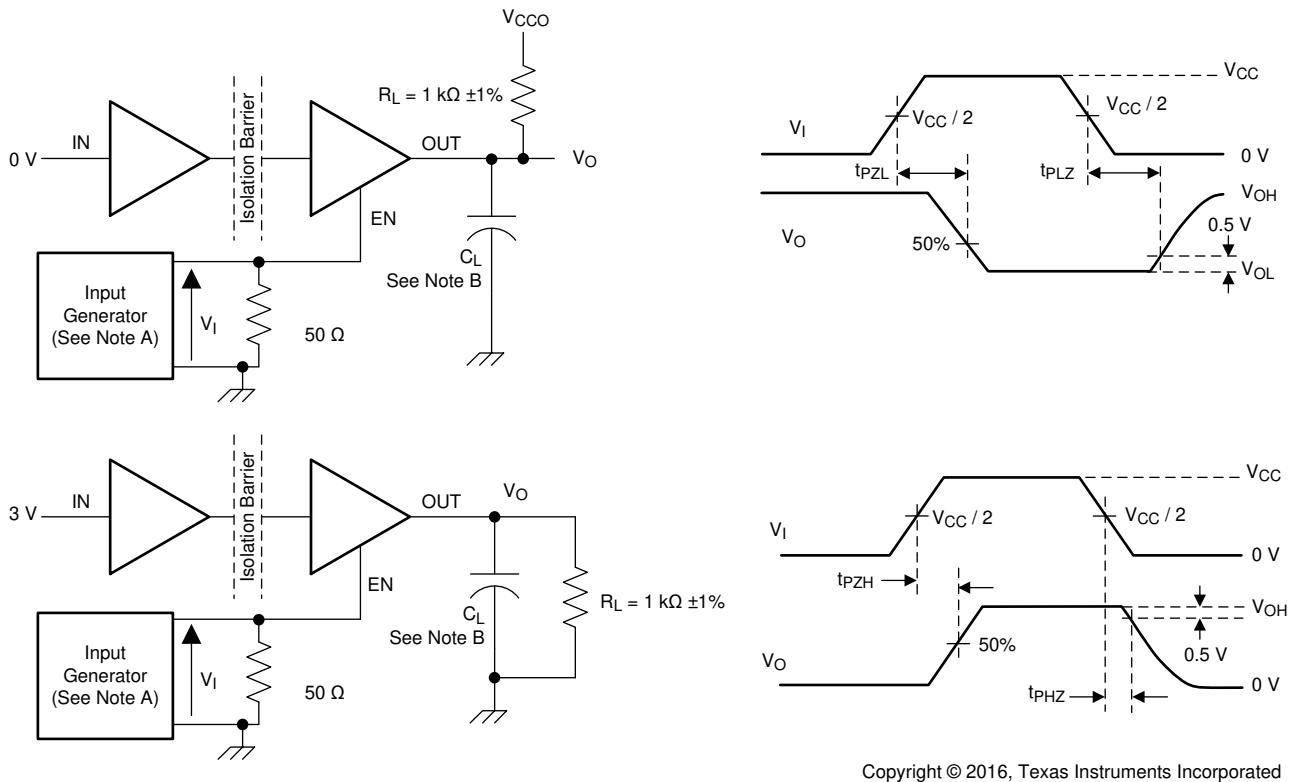 VCCO
RL = 1 kΩ ±1%
Isolation Barrier
0 V
IN
OUT
VO
EN
CL
See Note B
Input
Generator
(See Note A)
VI
50 Ω
VCC
VCC / 2
VCC / 2
VI
0 V
tPZL
tPLZ
VOH
0.5 V
VO
50%
VOL
Isolation Barrier
3 V
IN
OUT
VO
EN
CL
See Note B
RL = 1 kΩ ±1%
Input
Generator
(See Note A)
VI
50 Ω
VCC
VCC / 2
VCC / 2
VI
0 V
tPZH
VOH
50%
0.5 V
VO
0 V
tPHZ
Copyright © 2016, Texas Instruments Incorporated